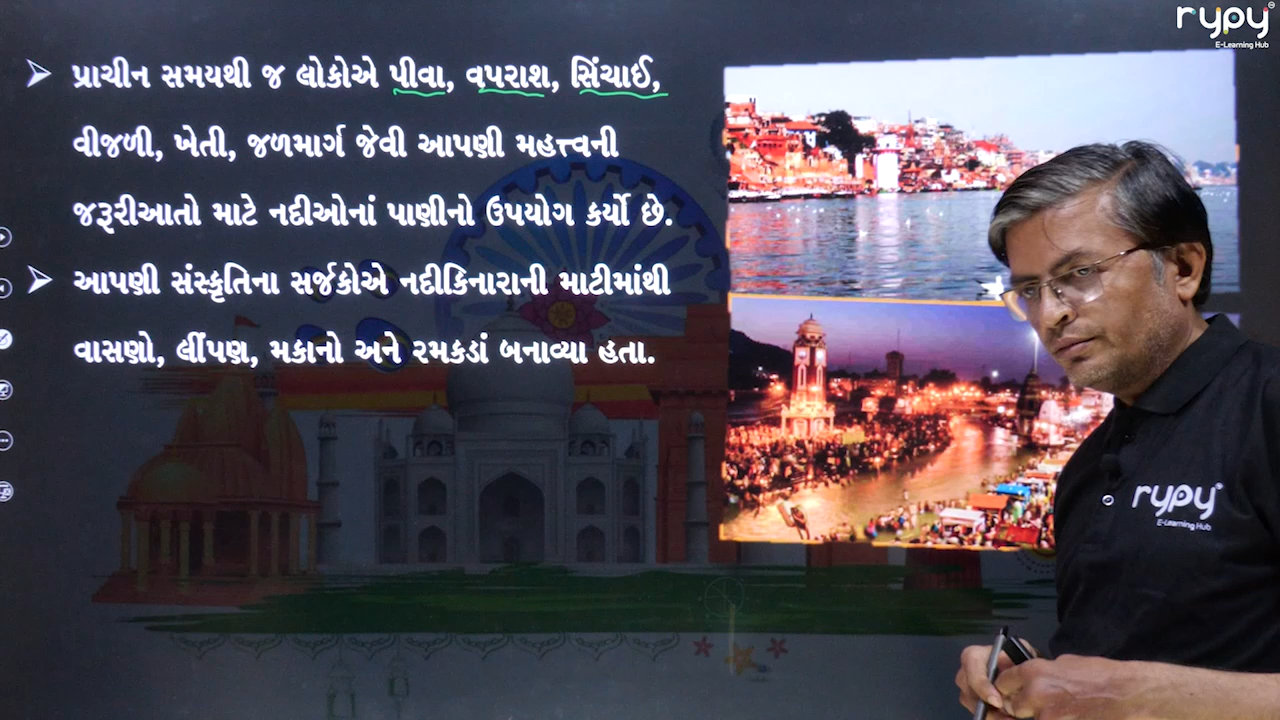 rypy
E-Learning Hub
પ્રાચીન સમયથી જ લોકોએ પીવા, વપરાશ, સિંચાઈ,
વીજળી, ખેતી, જળમાર્ગ જેવી આપણી મહત્ત્વની
જરૂરીઆતો માટે નદીઓનાં પાણીનો ઉપયોગ કર્યો છે.
આપણી સંસ્કૃતિના સર્જકોએ નદીકિનારાની માટીમાંથી
વાસણો, લીંપણ, મકાનો અને રમકડાં બનાવ્યા હતા.
rypy
E-Learning Hub